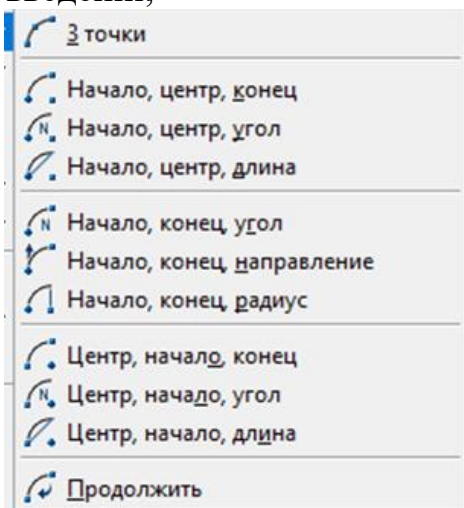 3 точки
Начало, центр, конец
Начало, центр, угол
Начало, центр, длина
Начало, конец, угол
Начало, конец, направление
Начало, конец, радиус
Центр, начало, конец
Центр, начало, угол
Центр, начало, длина
Продолжить